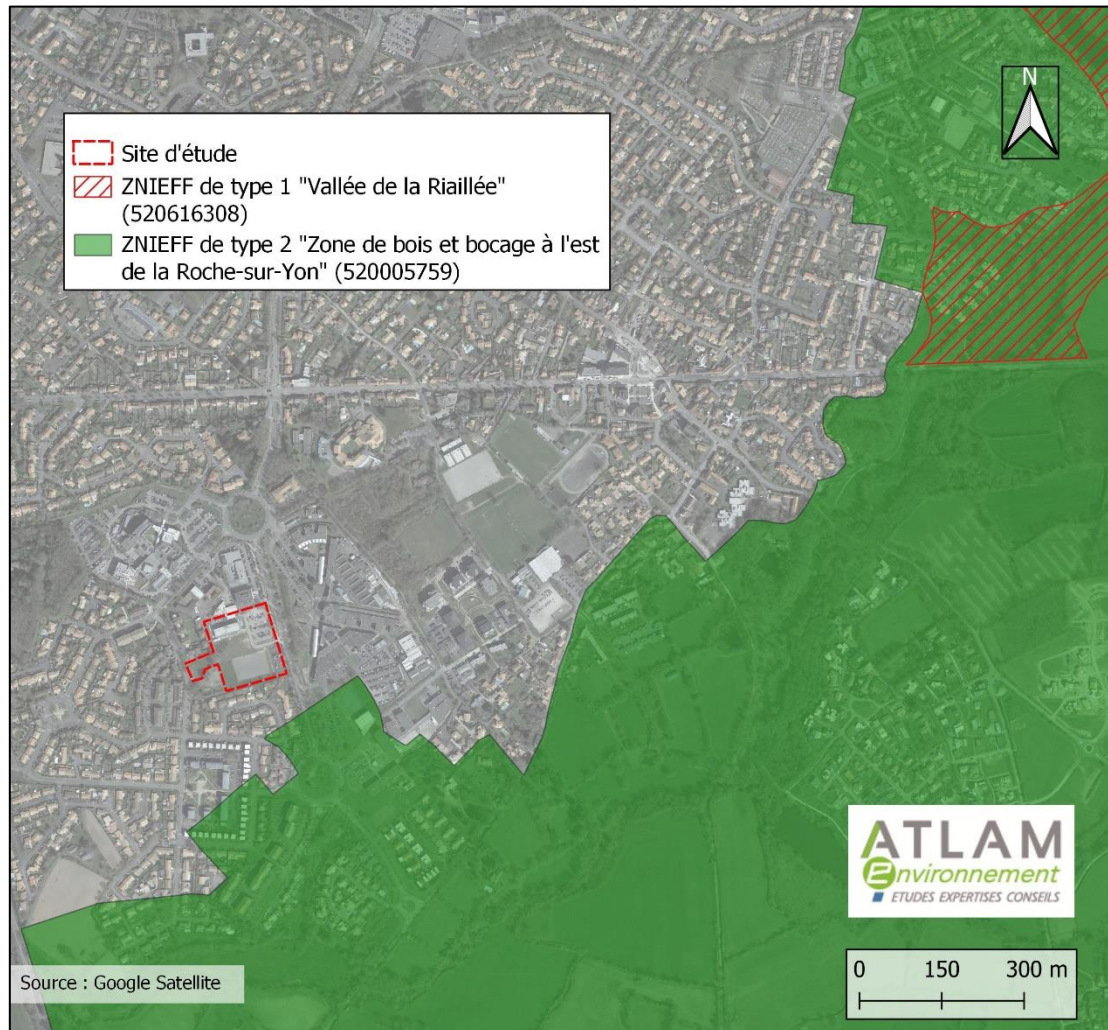 N
Site d'étude
ZNIEFF de type 1 "Vallée de la Riaillée"
(520616308)
ZNIEFF de type 2 "Zone de bois et bocage à l'est
de la Roche-sur-Yon" (520005759)
ATLAM
environnement
ETUDES EXPERTISES CONSEILS
Source : Google Satellite
0 150 300 m